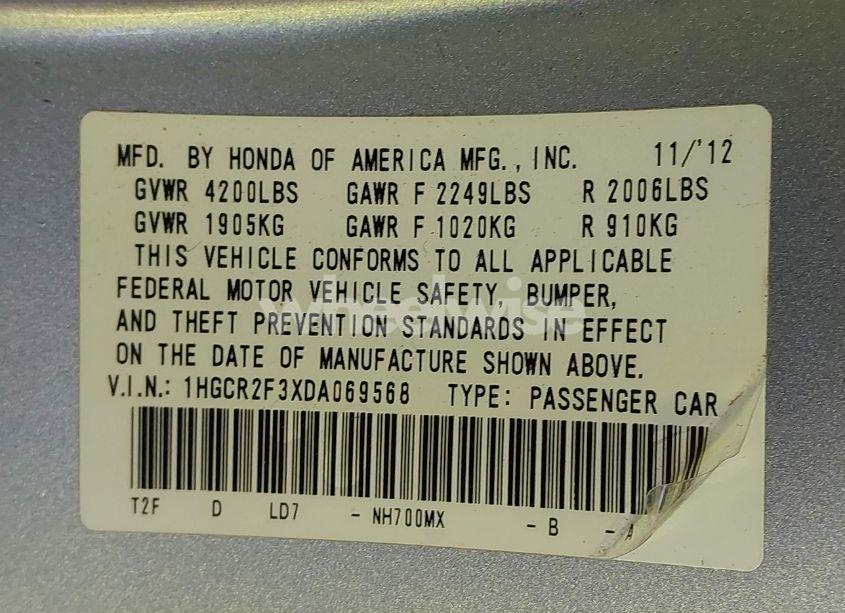 MFD. BY HONDA OF AMERICA MFG., INC. 11/'12
GVWR 4200LBS GAWR F 2249LBS R 2006LBS
GVWR 1905KG GAWR F 1020KG R 910KG
THIS VEHICLE CONFORMS TO ALL APPLICABLE
FEDERAL MOTOR VEHICLE SAFETY, BUMPER,
AND THEFT PREVENTION STANDARDS IN EFFECT
ON THE DATE OF MANUFACTURE SHOWN ABOVE.
V.I.N.: 1HGCR2F3XDA069568 TYPE: PASSENGER CAR
T2F D LD7 - NH700MX - B - A
wheelwise